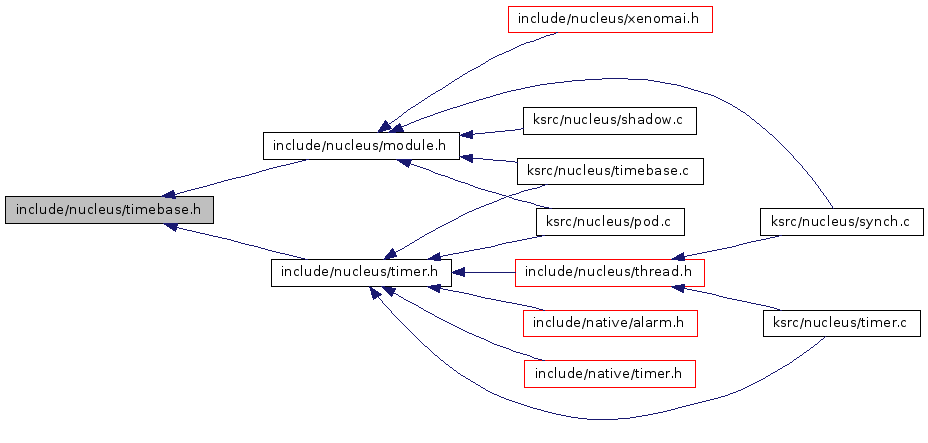 include/nucleus/xenomai.h
ksrc/nucleus/shadow.c
include/nucleus/module.h
ksrc/nucleus/timebase.c
include/nucleus/timebase.h
ksrc/nucleus/pod.c
ksrc/nucleus/synch.c
include/nucleus/timer.h
include/nucleus/thread.h
include/native/alarm.h
ksrc/nucleus/timer.c
include/native/timer.h